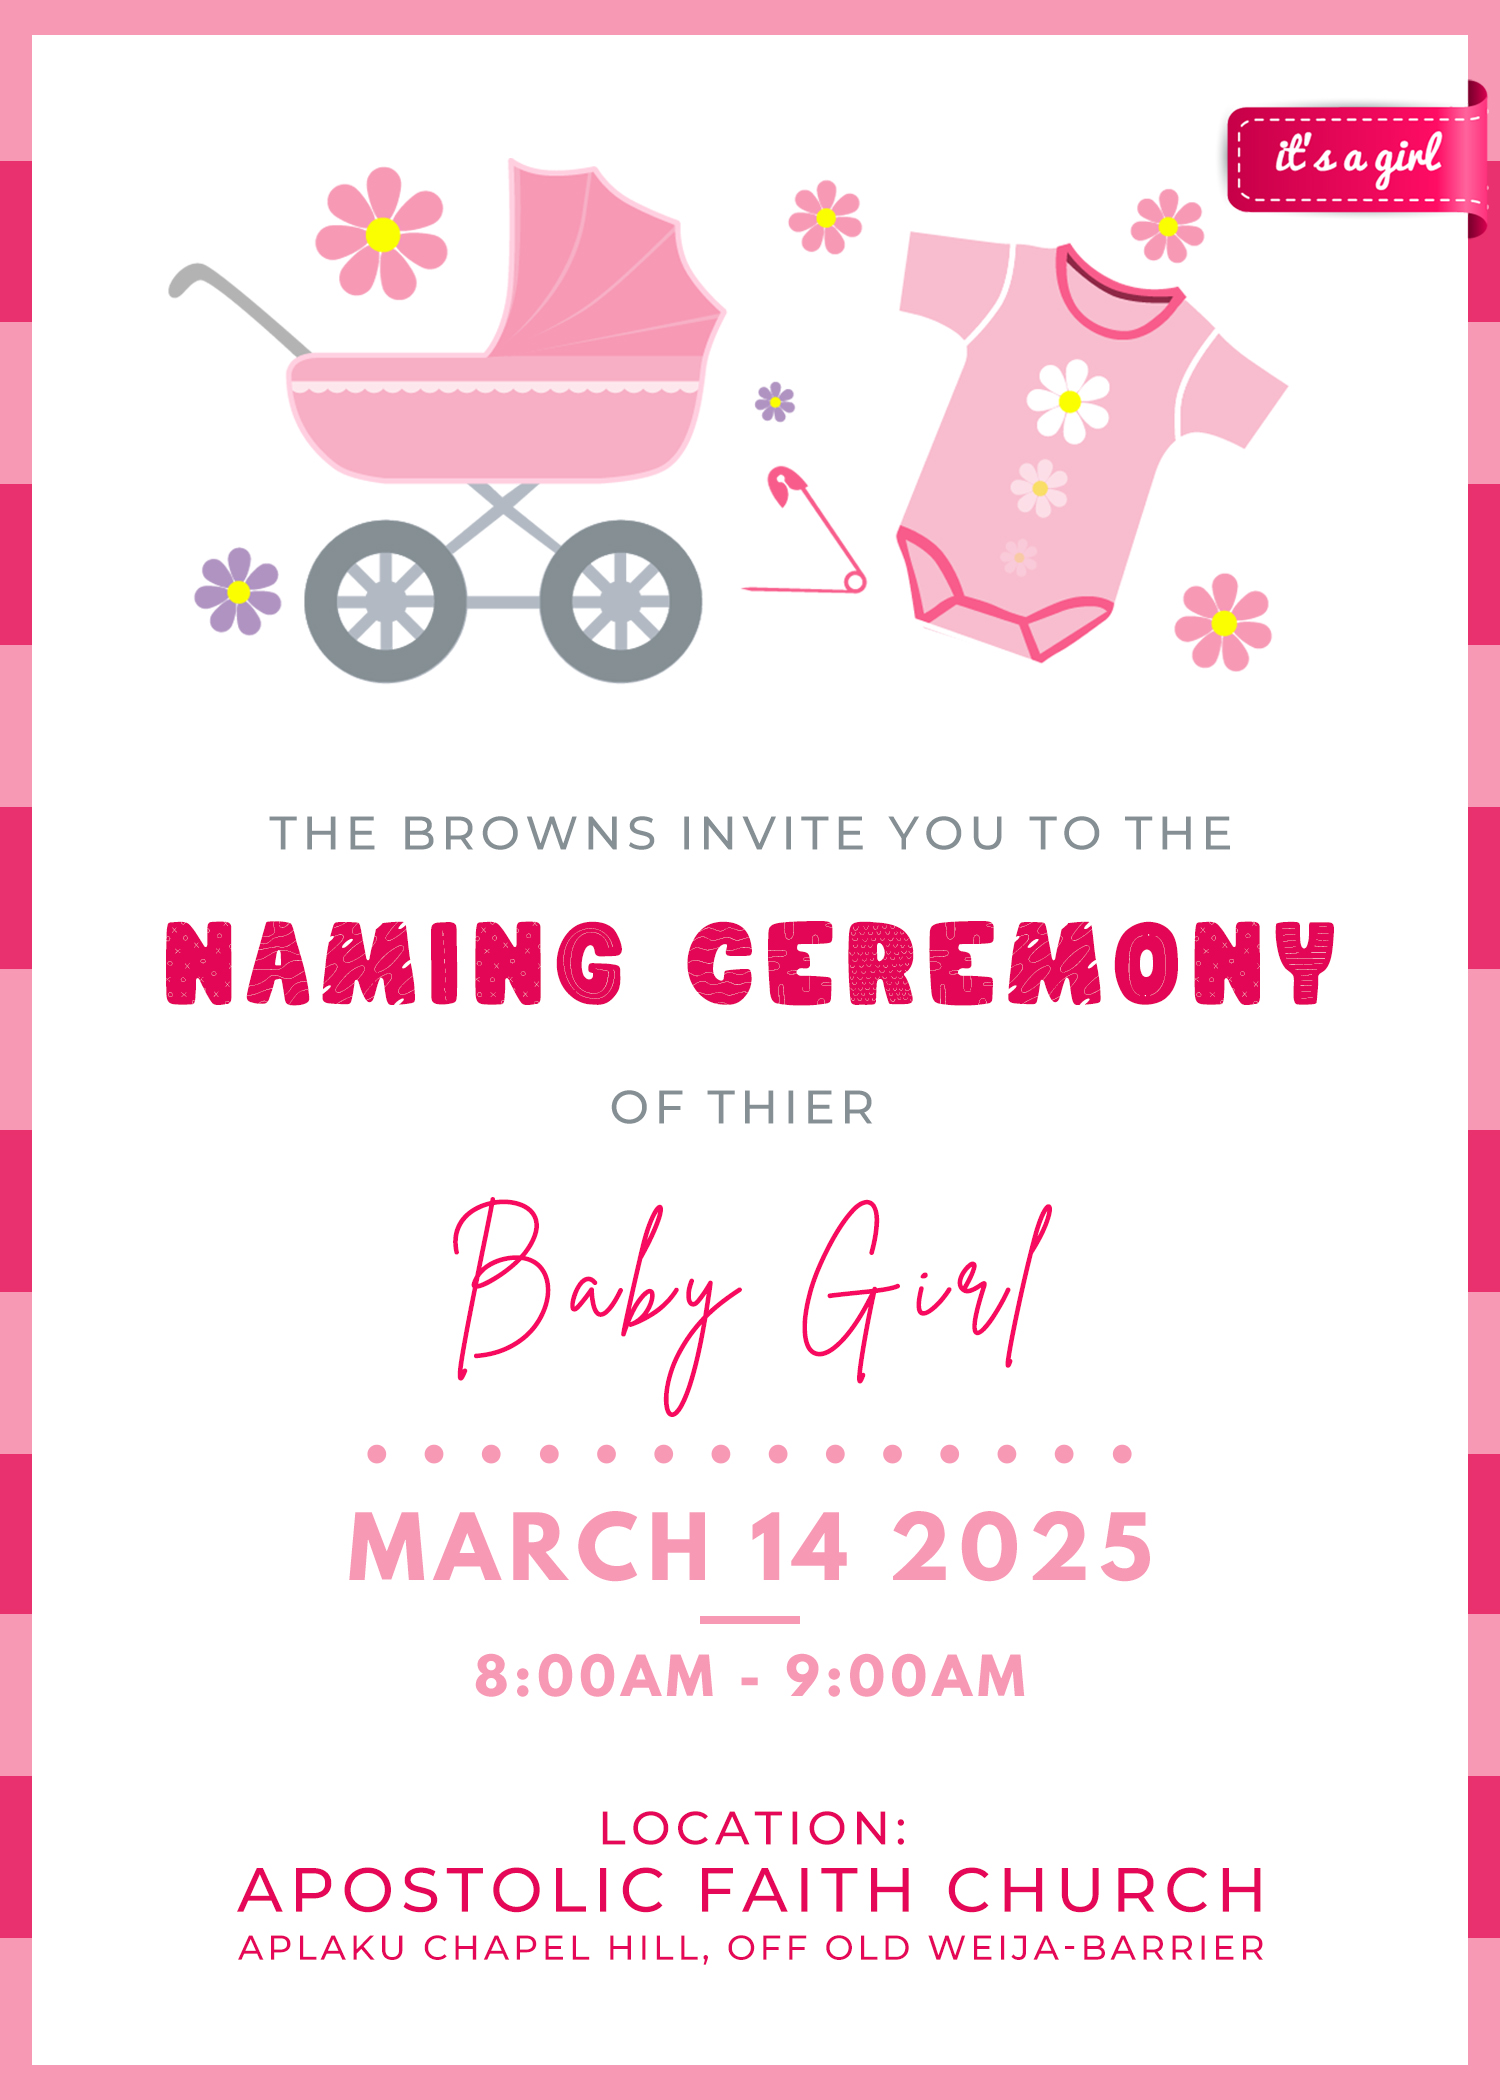 it's a girl
THE BROWNS INVITE YOU TO THE
NAMING CEREMONY
OF THIER
Baby Girl
MARCH 14 2025
8:00AM - 9:00AM
LOCATION:
APOSTOLIC FAITH CHURCH
APLAKU CHAPEL HILL, OFF OLD WEIJA-BARRIER